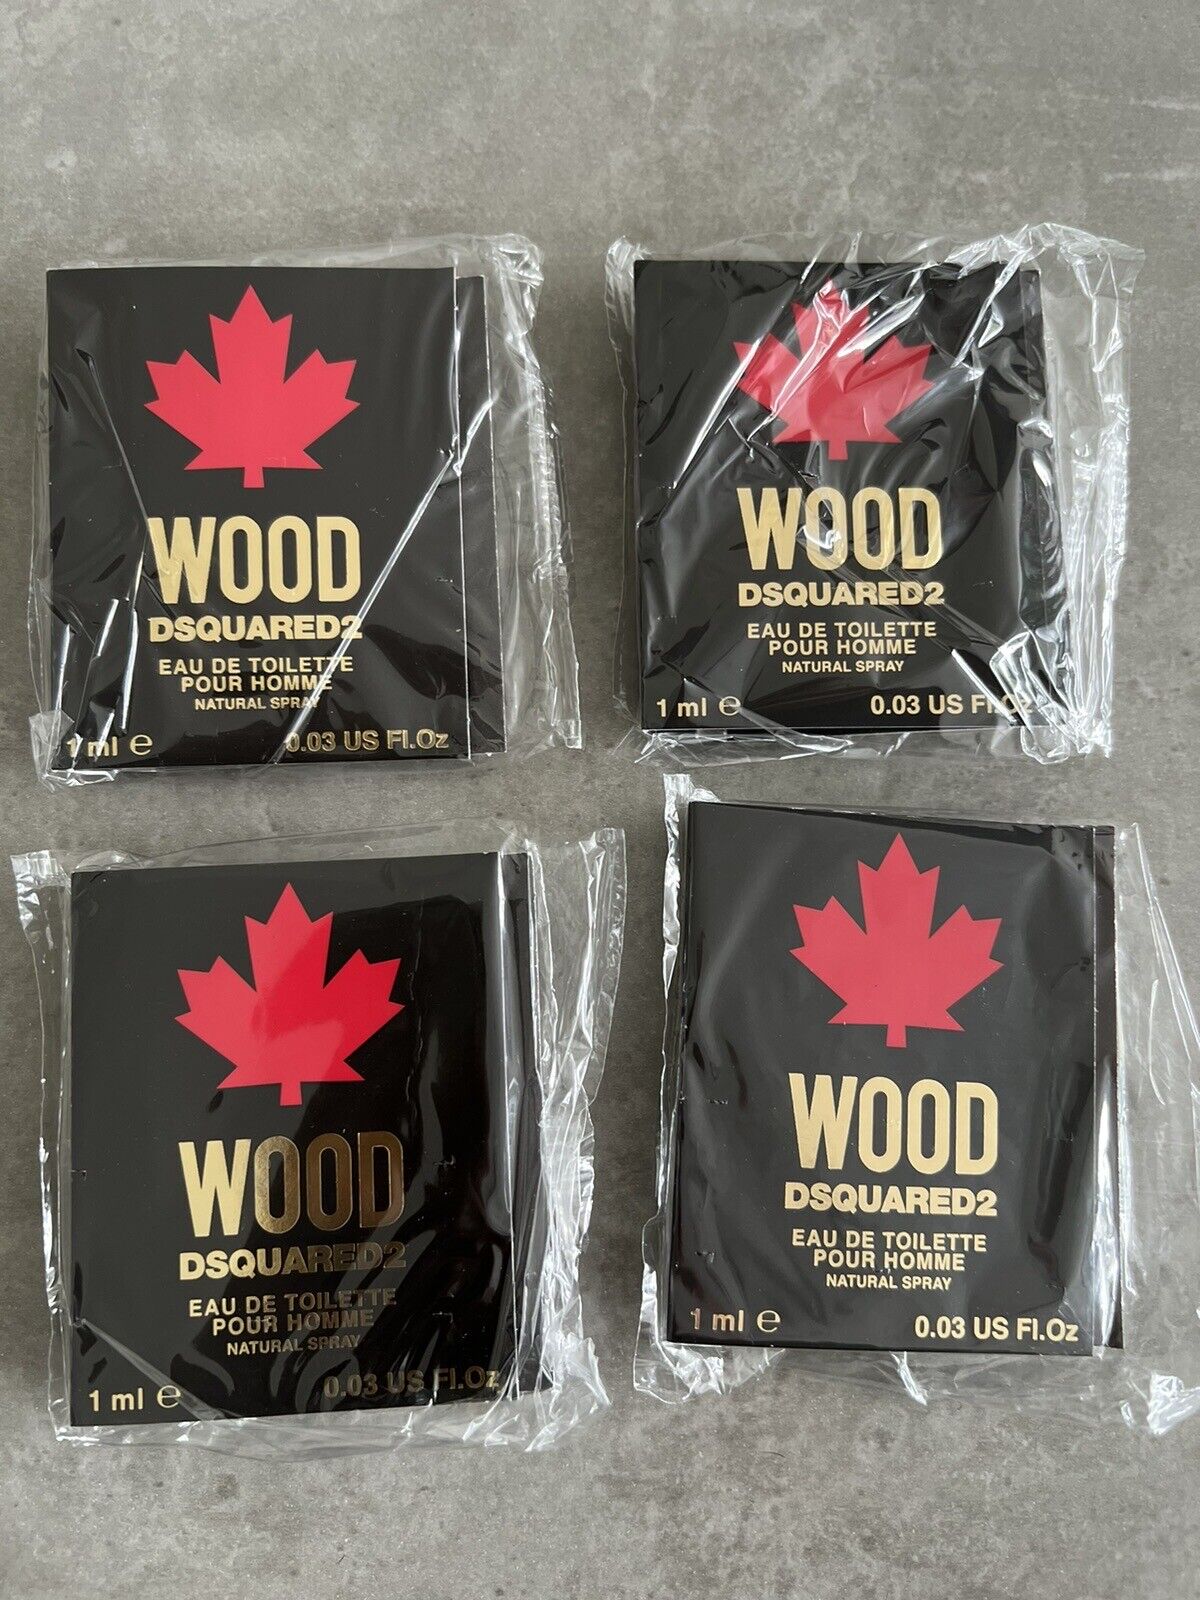 WOOD
DSQUARED2
EAU DE TOILETTE
POUR HOMME
NATURAL SPRAY
1 ml ℮
0.03 US Fl.Oz
WOOD
DSQUARED2
EAU DE TOILETTE
POUR HOMME
NATURAL SPRAY
1 ml ℮
0.03 US Fl.Oz
WOOD
DSQUARED2
EAU DE TOILETTE
POUR HOMME
NATURAL SPRAY
1 ml ℮
0.03 US Fl.Oz
WOOD
DSQUARED2
EAU DE TOILETTE
POUR HOMME
NATURAL SPRAY
1 ml ℮
0.03 US Fl.Oz